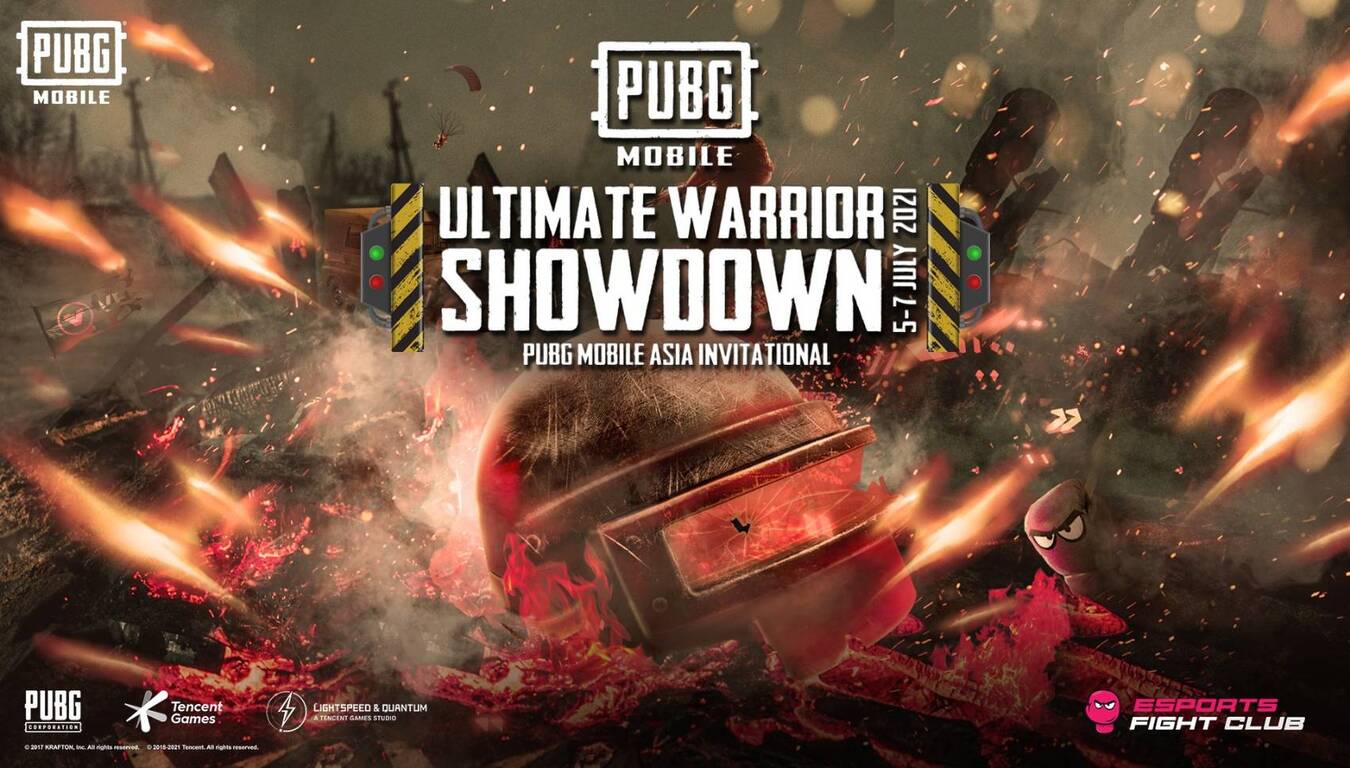 PUBG
MOBILE
PUBG
MOBILE
ULTIMATE WARRIOR
SHOWDOWN
5-7 JULY 2021
PUBG MOBILE ASIA INVITATIONAL
PUBG
CORPORATION
Tencent
Games
LIGHTSPEED & QUANTUM
A TENCENT GAMES STUDIO
ESPORTS
FIGHT CLUB
© 2017 KRAFTON, Inc. All rights reserved. © 2018-2021 Tencent. All rights reserved.